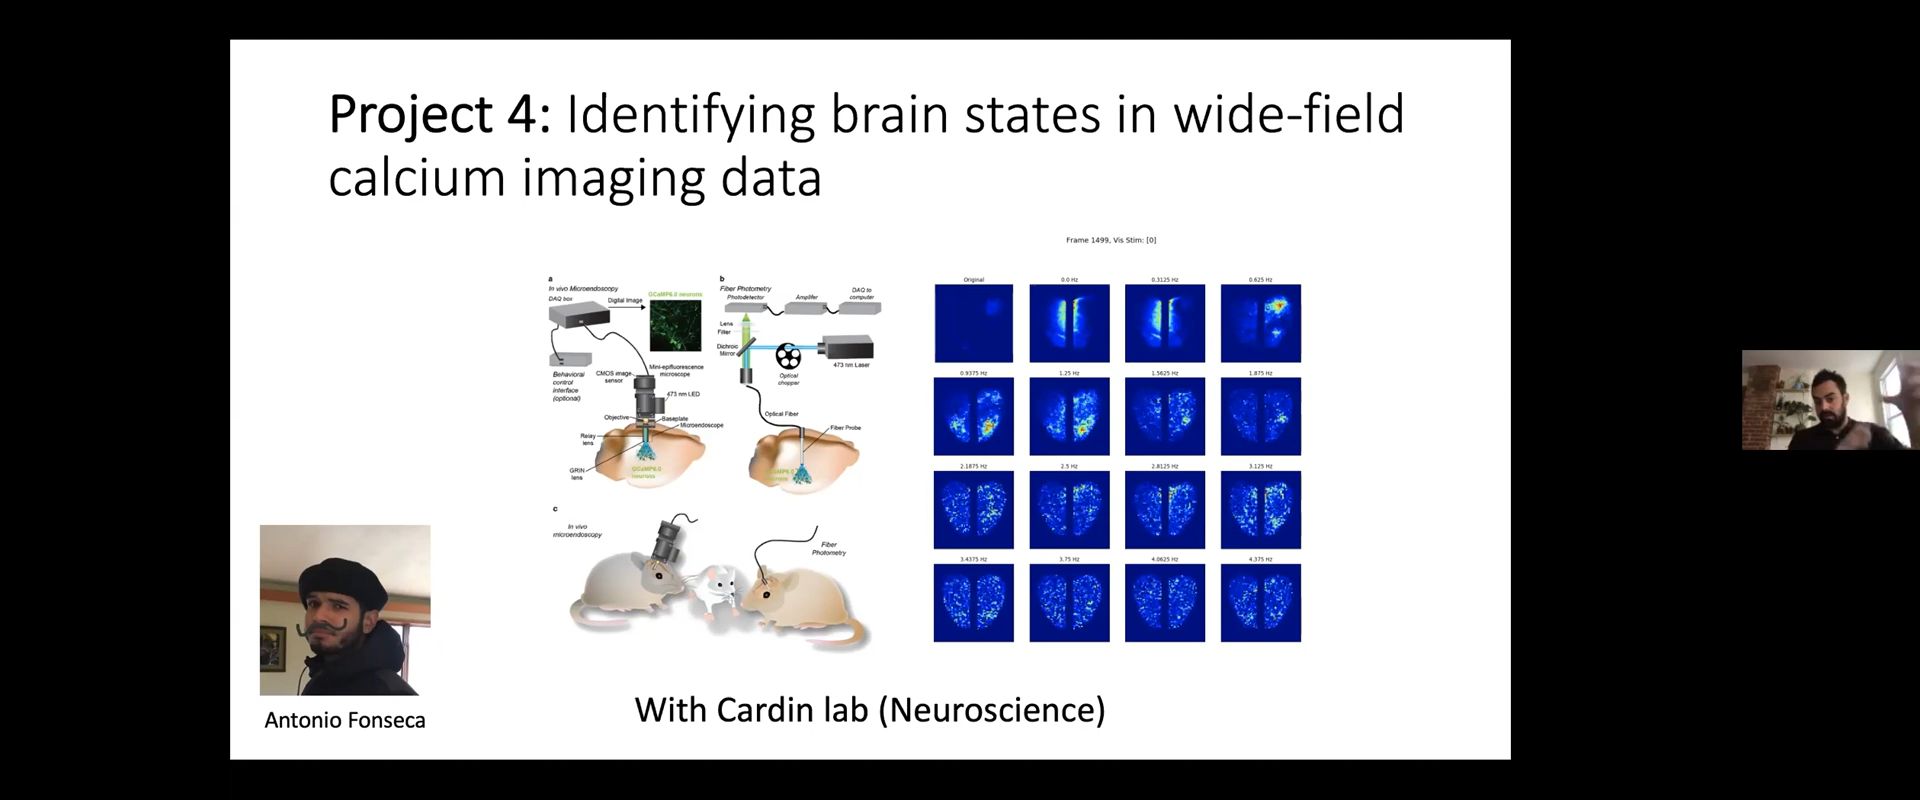 Project 4: Identifying brain states in wide-field
calcium imaging data
a
In vivo Microendoscopy
DAQ box
Digital Image
GCaMP6.0 neurons
Behavioral
control
interface
(optional)
CMOS image
sensor
Mini-epifluorescence
microscope
473 nm LED
Objective
Baseplate
Microendoscope
Relay
lens
GRIN
lens
GCaMP6.0
neurons
b
Fiber Photometry
Photodetector
Amplifer
DAQ to
computer
Lens
Filter
Dichroic
Mirror
Optical
chopper
473 nm Laser
Optical Fiber
Fiber Probe
c
In vivo
microendoscopy
Fiber
Photometry
Frame 1499, Vis Stim: [0]
Original
0.0 Hz
0.3125 Hz
0.625 Hz
0.9375 Hz
1.25 Hz
1.5625 Hz
1.875 Hz
2.1875 Hz
2.5 Hz
2.8125 Hz
3.125 Hz
3.4375 Hz
3.75 Hz
4.0625 Hz
4.375 Hz
Antonio Fonseca
With Cardin lab (Neuroscience)